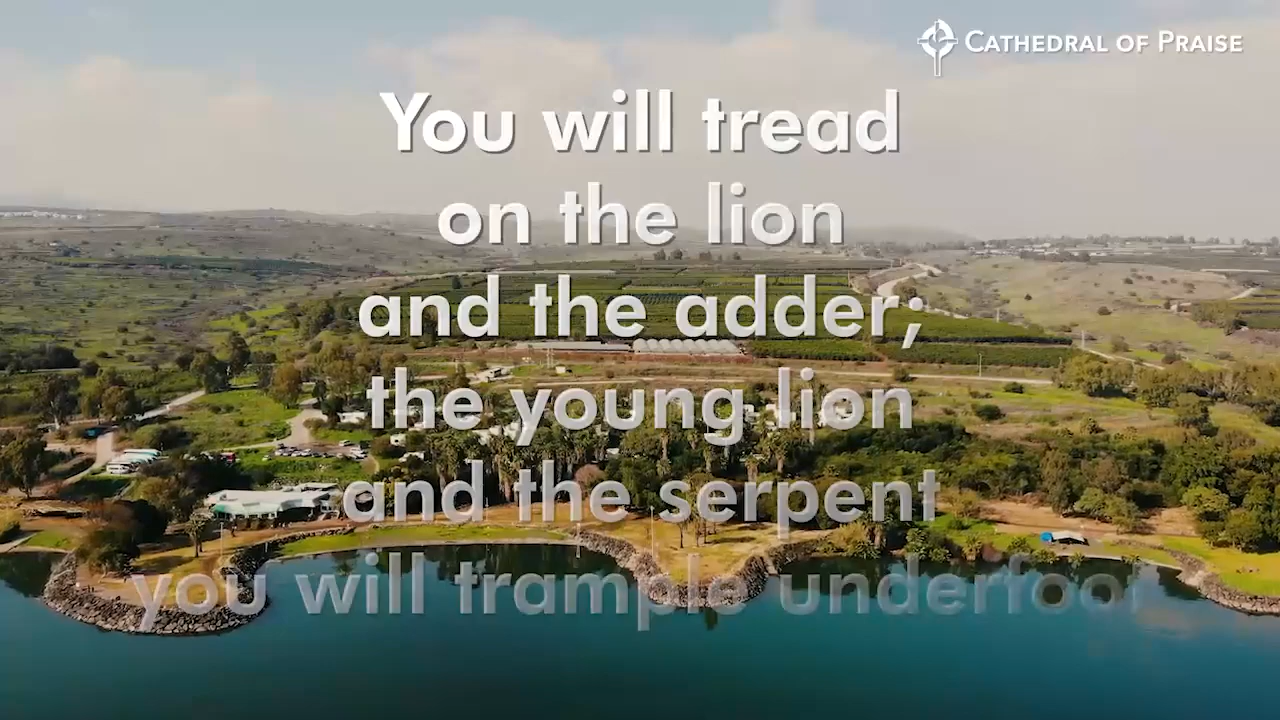 CATHEDRAL OF PRAISE
You will tread
on the lion
and the adder;
the young lion
and the serpent
you will trample underfoo